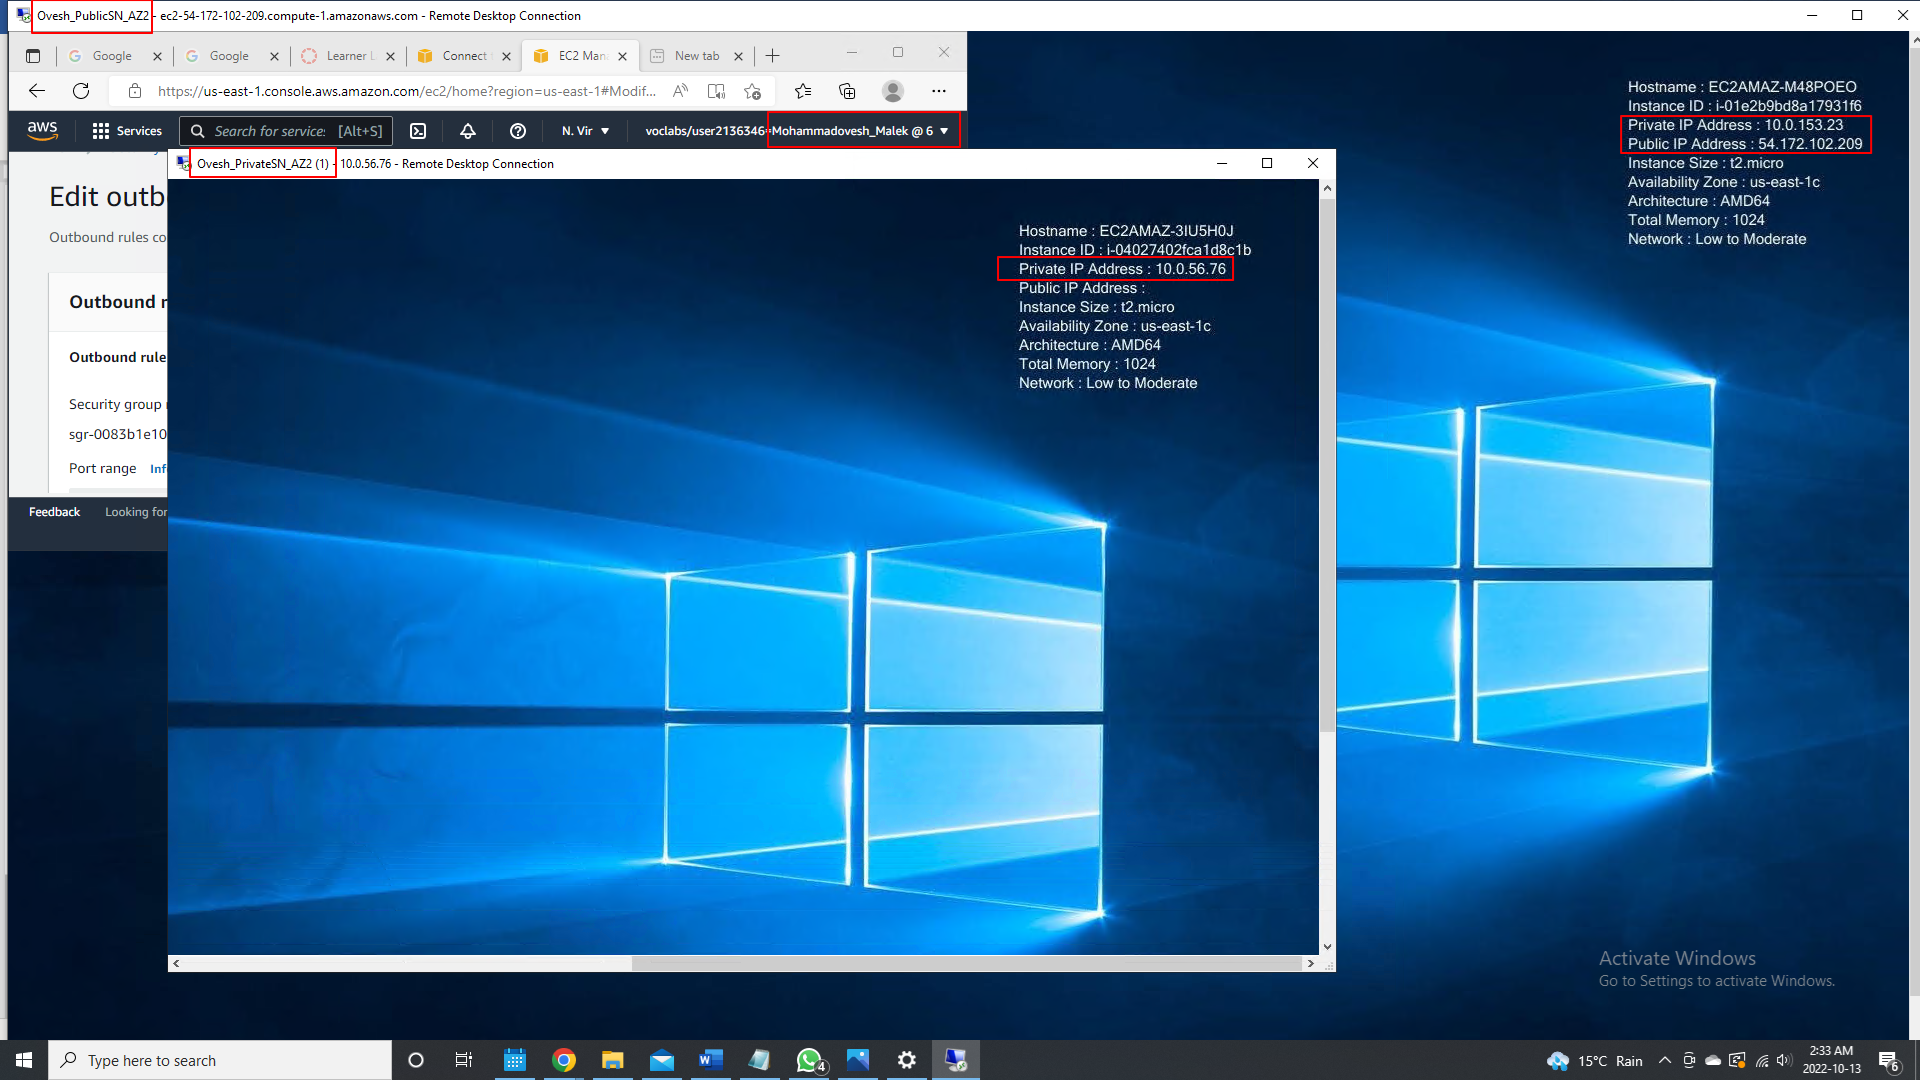 Ovesh_PublicSN_AZ2 - ec2-54-172-102-209.compute-1.amazonaws.com - Remote Desktop Connection
Google
Google
Learner L
Connect
EC2 Man
New tab
https://us-east-1.console.aws.amazon.com/ec2/home?region=us-east-1#Modif...
aws
Services
Search for service:
[Alt+S]
N. Vir
voclabs/user2136346=Mohammadovesh_Malek @ 6
Hostname : EC2AMAZ-M48POEO
Instance ID : i-01e2b9bd8a17931f6
Private IP Address : 10.0.153.23
Public IP Address : 54.172.102.209
Instance Size : t2.micro
Availability Zone : us-east-1c
Architecture : AMD64
Total Memory : 1024
Network : Low to Moderate
Ovesh_PrivateSN_AZ2 (1) - 10.0.56.76 - Remote Desktop Connection
Edit outb
Outbound rules co
Outbound r
Outbound rule
Security group
sgr-0083b1e10
Port range Inf
Feedback
Looking for
Hostname : EC2AMAZ-3IU5H0J
Instance ID : i-04027402fca1d8c1b
Private IP Address : 10.0.56.76
Public IP Address :
Instance Size : t2.micro
Availability Zone : us-east-1c
Architecture : AMD64
Total Memory : 1024
Network : Low to Moderate
Activate Windows
Go to Settings to activate Windows.
Type here to search
4
15°C Rain
2:33 AM
2022-10-13
6